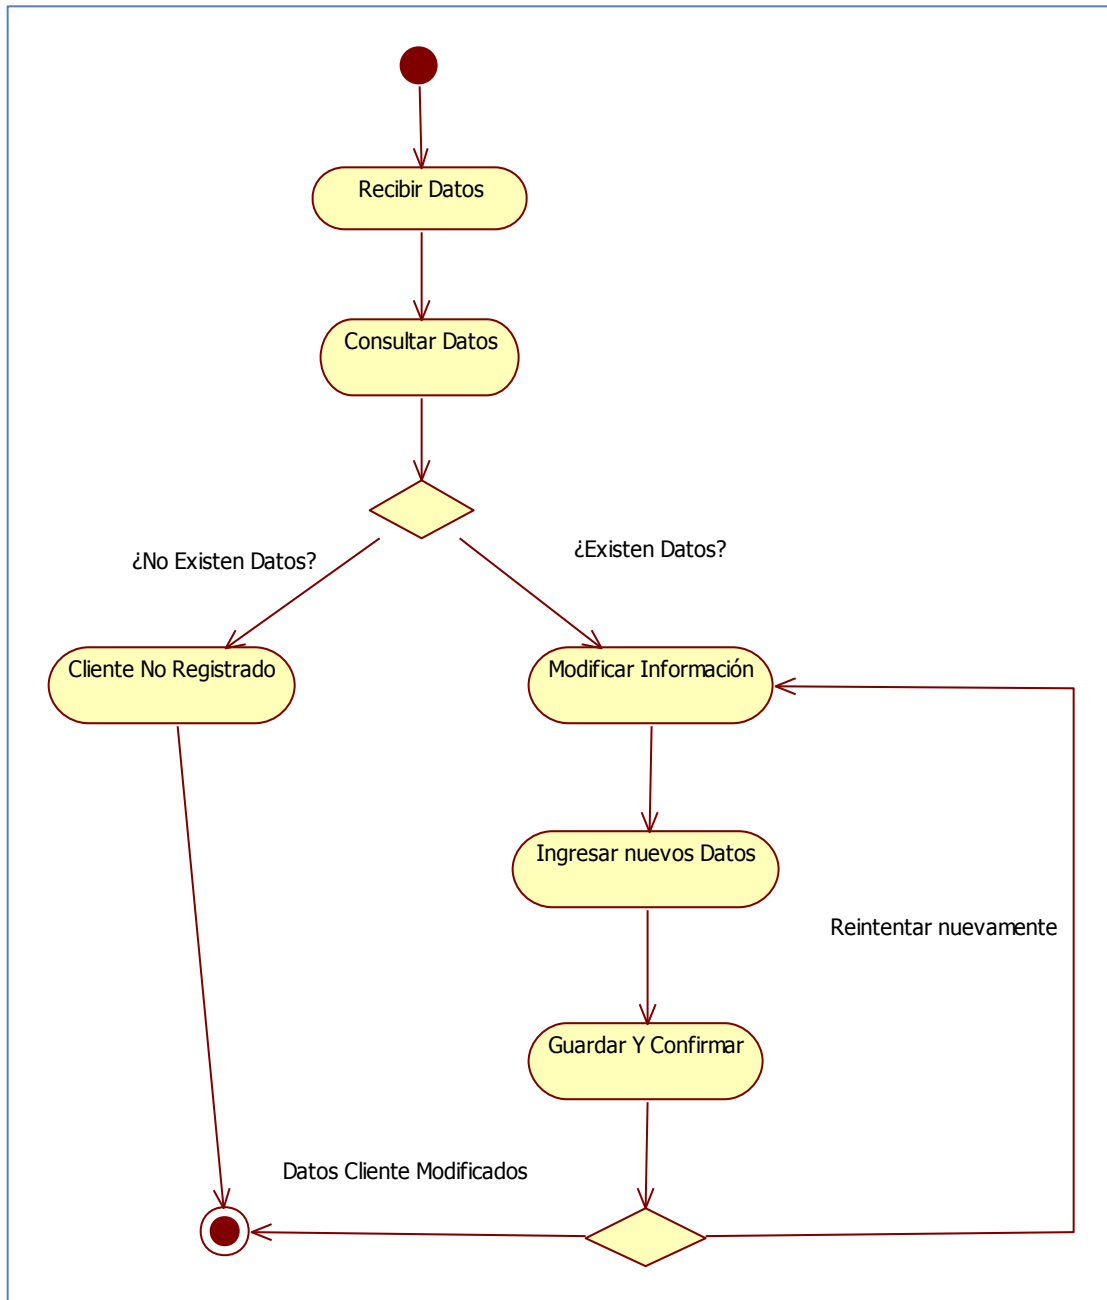 Recibir Datos
Consultar Datos
¿No Existen Datos?
¿Existen Datos?
Cliente No Registrado
Modificar Información
Ingresar nuevos Datos
Reintentar nuevamente
Guardar Y Confirmar
Datos Cliente Modificados